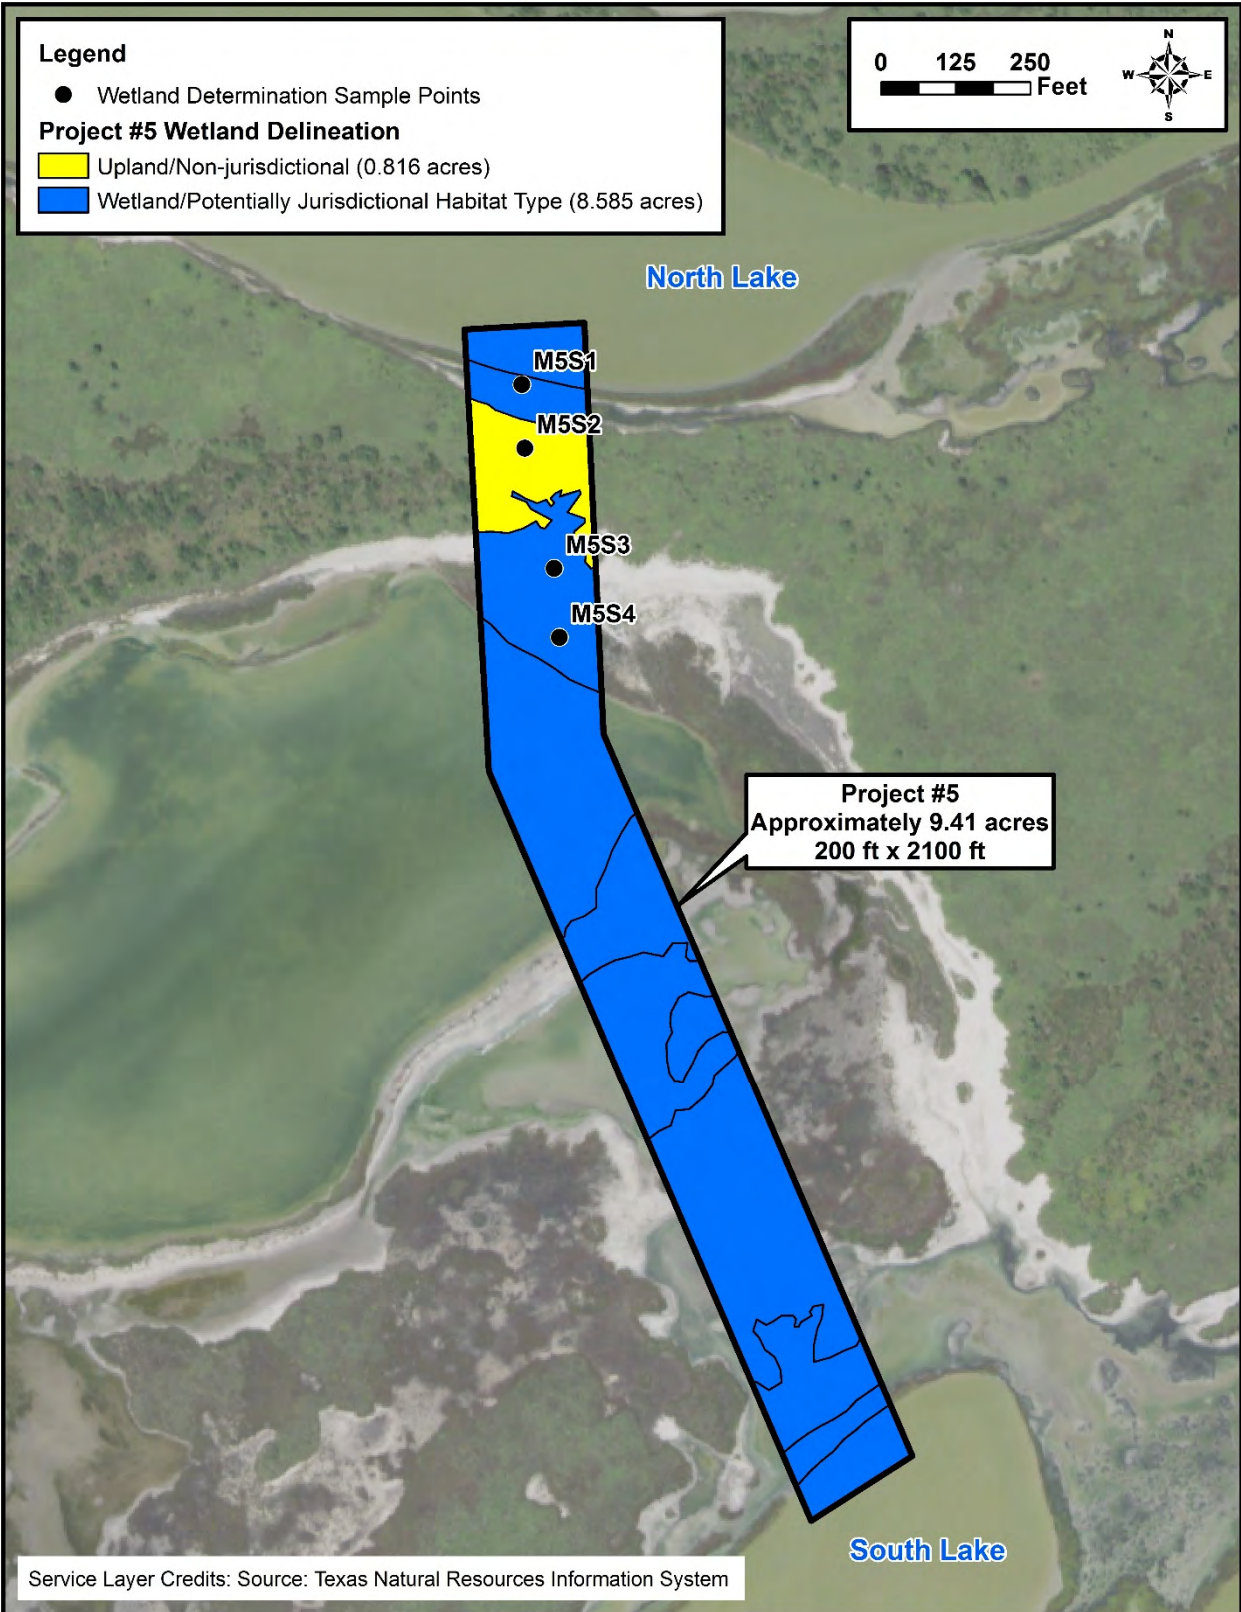 Legend
Wetland Determination Sample Points
Project #5 Wetland Delineation
Upland/Non-jurisdictional (0.816 acres)
Wetland/Potentially Jurisdictional Habitat Type (8.585 acres)
0 125 250
Feet
N
W E
S
North Lake
M5S1
M5S2
M5S3
M5S4
Project #5
Approximately 9.41 acres
200 ft x 2100 ft
South Lake
Service Layer Credits: Source: Texas Natural Resources Information System